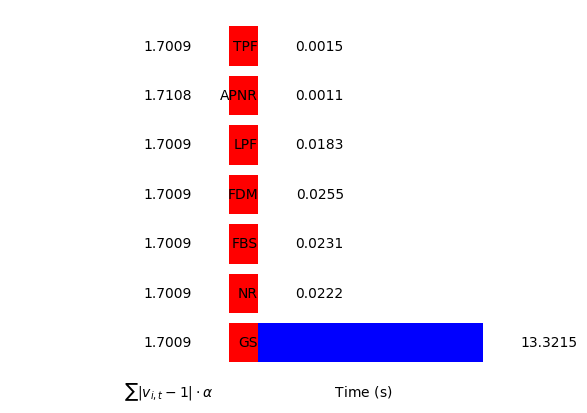 1.7009 TPF 0.0015
1.7108 APNR 0.0011
1.7009 LPF 0.0183
1.7009 FDM 0.0255
1.7009 FBS 0.0231
1.7009 NR 0.0222
1.7009 GS 13.3215
∑|v_{i,t} − 1| · α Time (s)